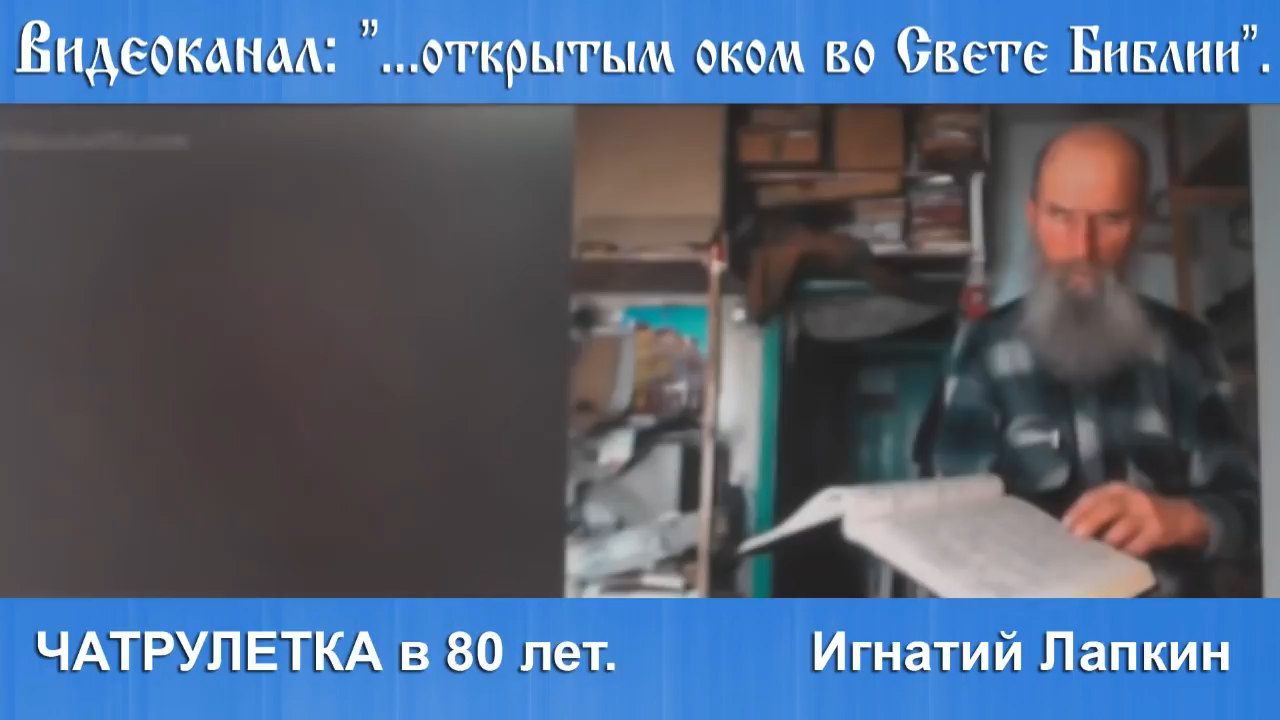 Видеоканал: "...открытым оком во Свете Библии".
ЧАТРУЛЕТКА в 80 лет.
Игнатий Лапкин